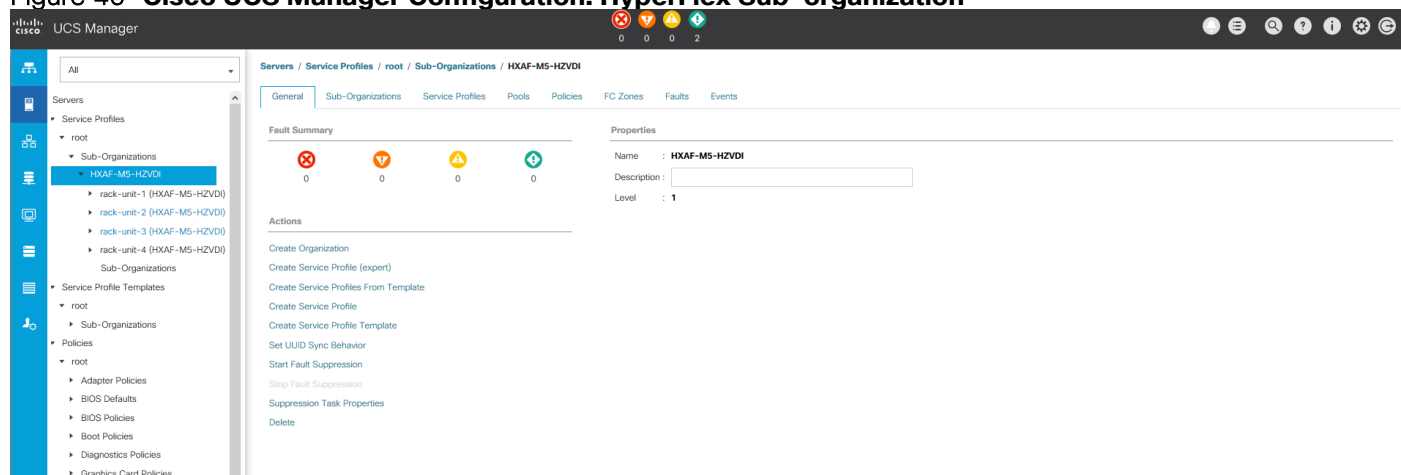 Figure 46 Cisco UCS Manager Configuration: HyperFlex Sub-organization
cisco UCS Manager
0 0 0 2
All
Servers / Service Profiles / root / Sub-Organizations / HXAF-M5-HZVDI
General Sub-Organizations Service Profiles Pools Policies FC Zones Faults Events
Servers
Service Profiles
root
Sub-Organizations
HXAF-M5-HZVDI
rack-unit-1 (HXAF-M5-HZVDI)
rack-unit-2 (HXAF-M5-HZVDI)
rack-unit-3 (HXAF-M5-HZVDI)
rack-unit-4 (HXAF-M5-HZVDI)
Sub-Organizations
Service Profile Templates
root
Sub-Organizations
Policies
root
Adapter Policies
BIOS Defaults
BIOS Policies
Boot Policies
Diagnostics Policies
Graphics Card Policies
Fault Summary
0 0 0 0
Actions
Create Organization
Create Service Profile (expert)
Create Service Profiles From Template
Create Service Profile
Create Service Profile Template
Set UUID Sync Behavior
Start Fault Suppression
Stop Fault Suppression
Suppression Task Properties
Delete
Properties
Name : HXAF-M5-HZVDI
Description :
Level : 1